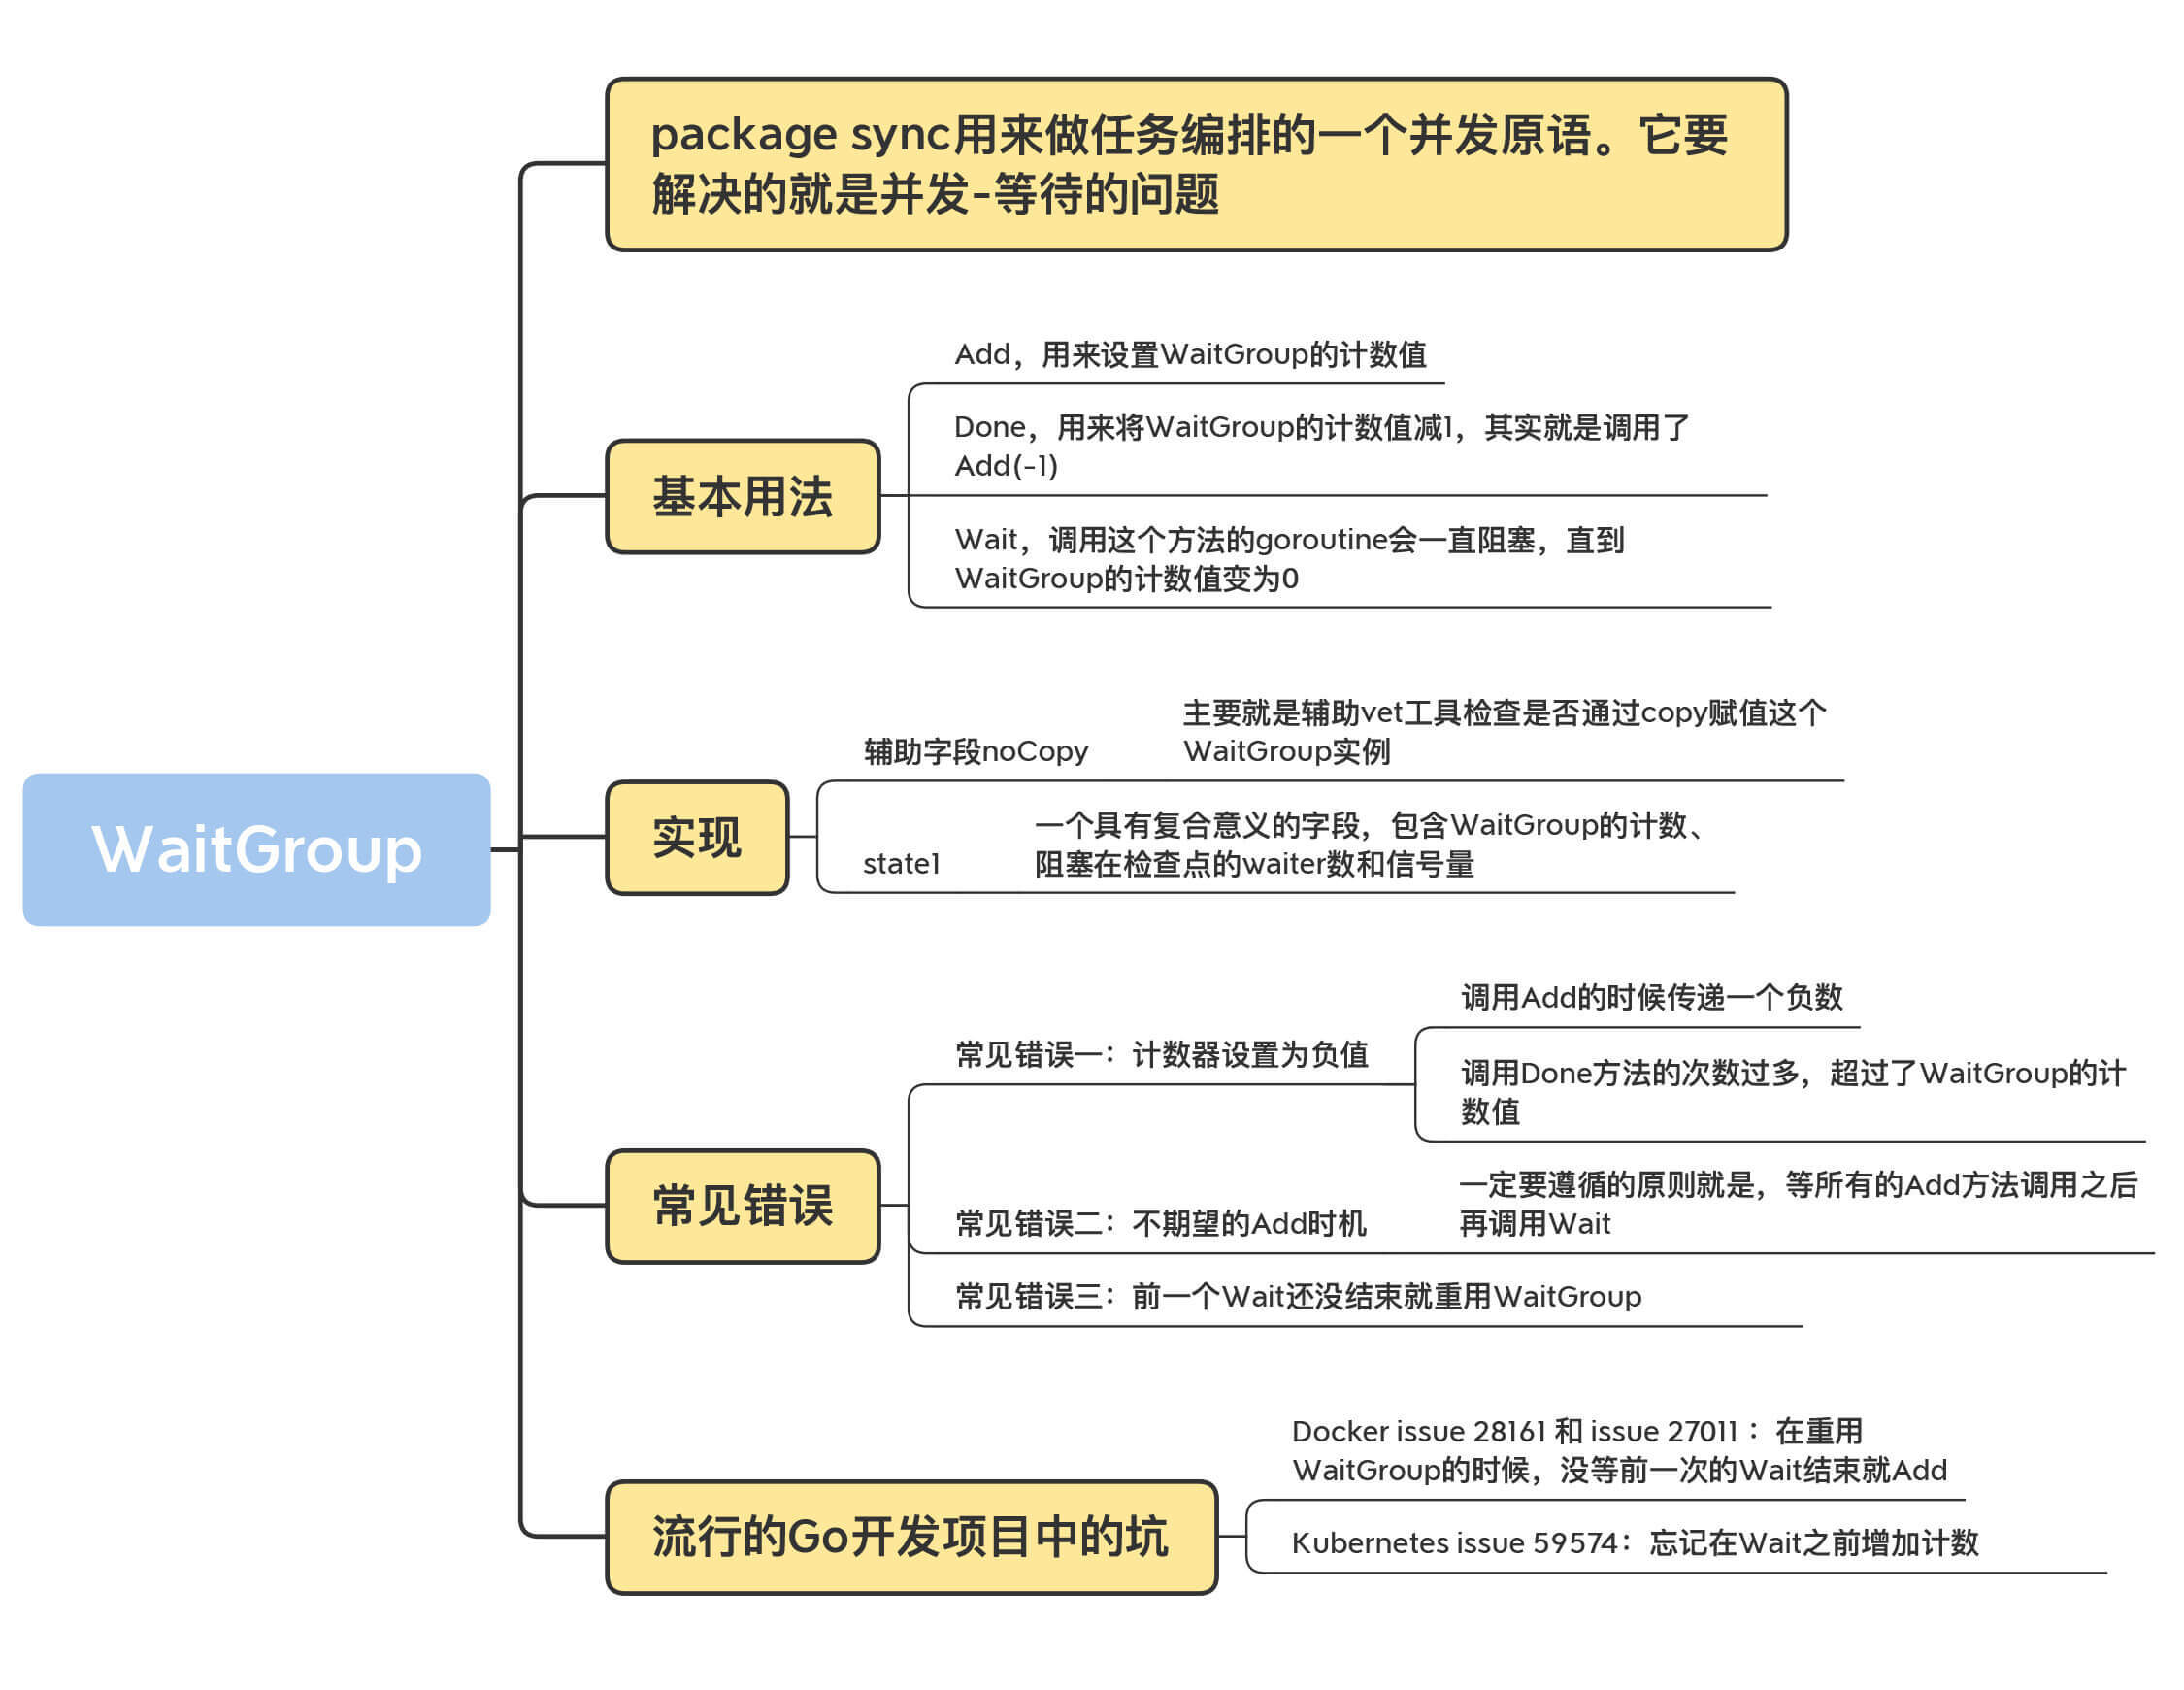 package sync用来做任务编排的一个并发原语。它要
解决的就是并发-等待的问题
Add，用来设置WaitGroup的计数值
Done，用来将WaitGroup的计数值减1，其实就是调用了
Add(-1)
基本用法
Wait，调用这个方法的goroutine会一直阻塞，直到
WaitGroup的计数值变为0
主要就是辅助vet工具检查是否通过copy赋值这个
辅助字段noCopy
WaitGroup实例
WaitGroup
实现
一个具有复合意义的字段，包含WaitGroup的计数、
state1
阻塞在检查点的waiter数和信号量
调用Add的时候传递一个负数
常见错误一：计数器设置为负值
调用Done方法的次数过多，超过了WaitGroup的计
数值
常见错误
一定要遵循的原则就是，等所有的Add方法调用之后
常见错误二：不期望的Add时机
再调用Wait
常见错误三：前一个Wait还没结束就重用WaitGroup
Docker issue 28161 和 issue 27011 ：在重用
WaitGroup的时候，没等前一次的Wait结束就Add
流行的Go开发项目中的坑
Kubernetes issue 59574：忘记在Wait之前增加计数